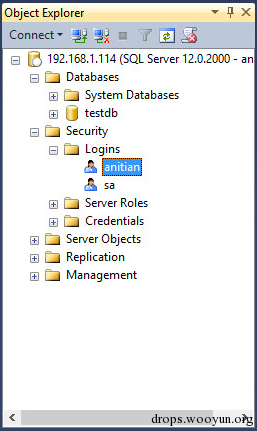 Object Explorer
Connect
192.168.1.114 (SQL Server 12.0.2000 - an
Databases
System Databases
testdb
Security
Logins
anitian
sa
Server Roles
Credentials
Server Objects
Replication
Management
drops.wooyun.org